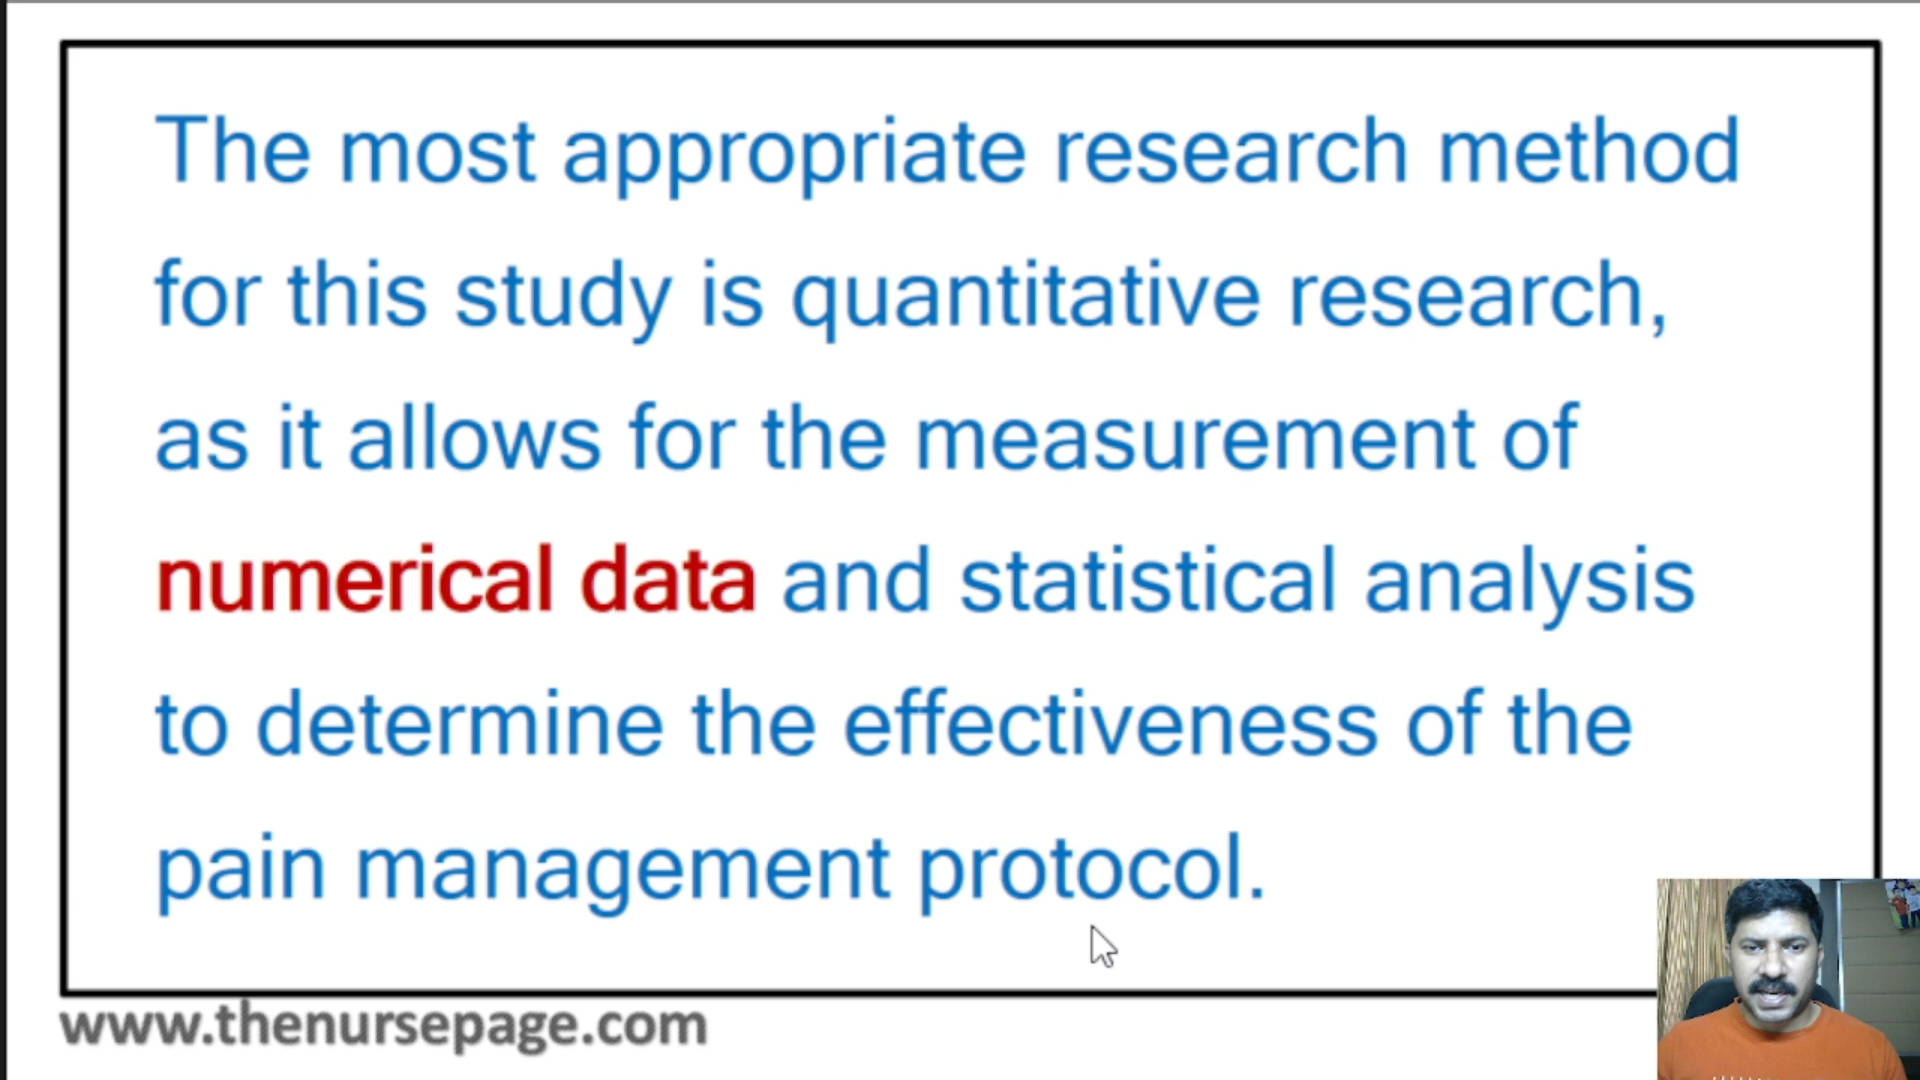 The most appropriate research method
for this study is quantitative research,
as it allows for the measurement of
numerical data and statistical analysis
to determine the effectiveness of the
pain management protocol.
www.thenursepage.com